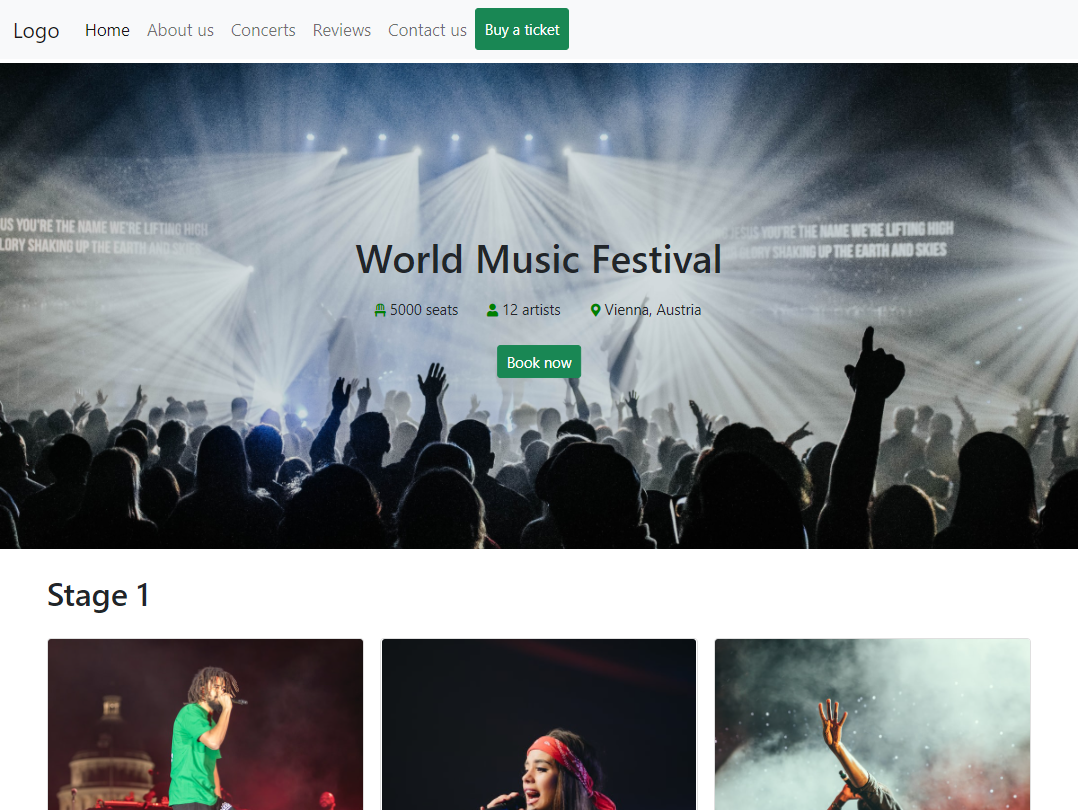 Logo Home About us Concerts Reviews Contact us Buy a ticket
US YOU'RE THE NAME WE'RE LIFTING HIGH
LORY SHAKING UP THE EARTH AND SKIES
JESUS YOU'RE THE NAME WE'RE LIFTING HIGH
GLORY SHAKING UP THE EARTH AND SKIES
World Music Festival
5000 seats 12 artists Vienna, Austria
Book now
Stage 1